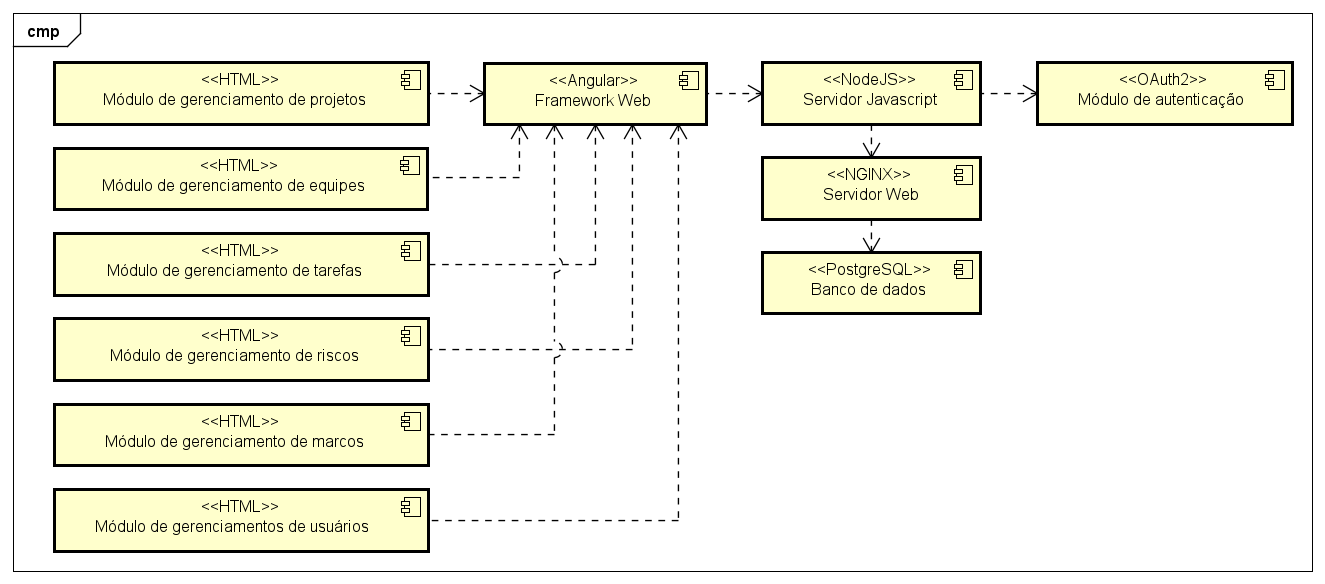 cmp
<<HTML>>
Módulo de gerenciamento de projetos
<<Angular>>
Framework Web
<<NodeJS>>
Servidor Javascript
<<OAuth2>>
Módulo de autenticação
<<HTML>>
Módulo de gerenciamento de equipes
<<NGINX>>
Servidor Web
<<HTML>>
Módulo de gerenciamento de tarefas
<<PostgreSQL>>
Banco de dados
<<HTML>>
Módulo de gerenciamento de riscos
<<HTML>>
Módulo de gerenciamento de marcos
<<HTML>>
Módulo de gerenciamentos de usuários